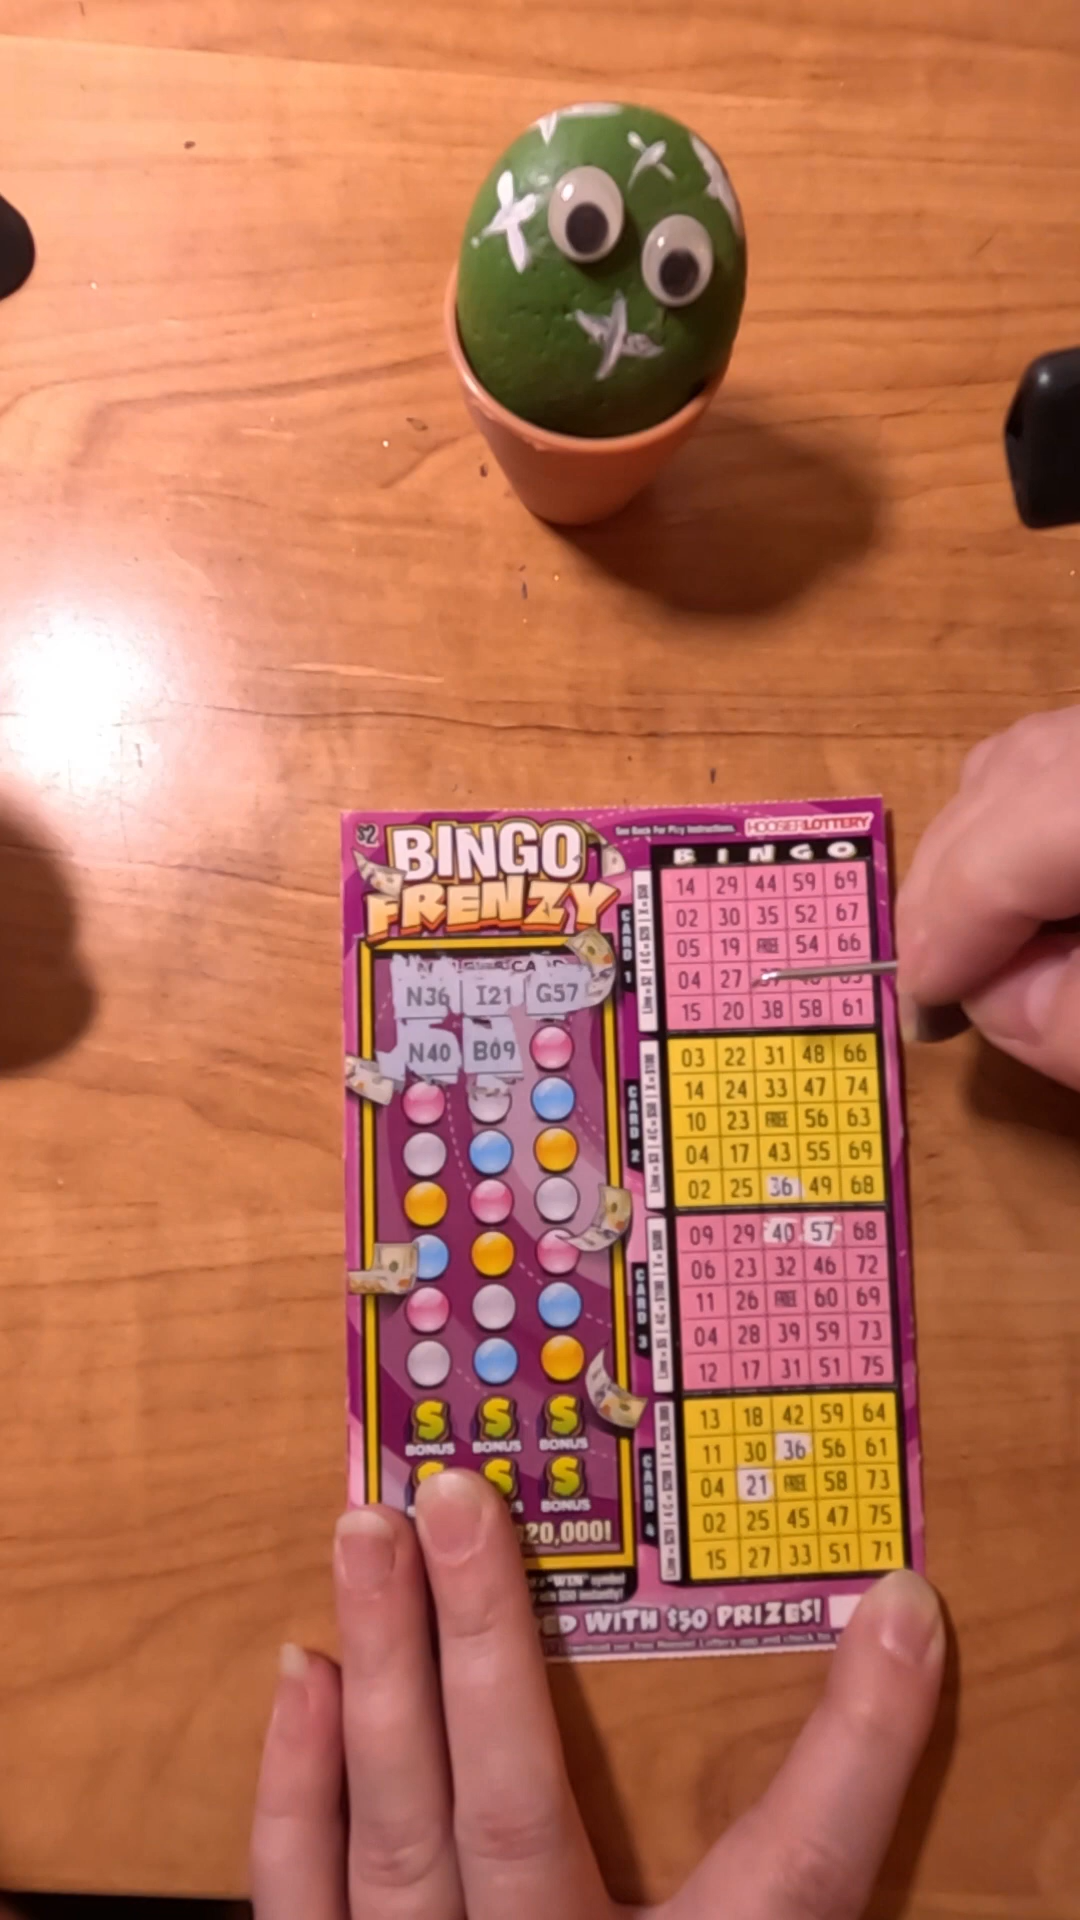 $2
BINGO
FRENZY
See Back For Play Instructions.
HOOSIERLOTTERY
N36 I21 G57
N40 B09
BONUS BONUS BONUS
BONUS
$20,000!
"WIN" symbol
WITH $50 PRIZES!
B I N G O
CARD 1
14 29 44 59 69
02 30 35 52 67
05 19 FREE 54 66
04 27
15 20 38 58 61
CARD 2
03 22 31 48 66
14 24 33 47 74
10 23 FREE 56 63
04 17 43 55 69
02 25 36 49 68
CARD 3
09 29 40 57 68
06 23 32 46 72
11 26 FREE 60 69
04 28 39 59 73
12 17 31 51 75
CARD 4
13 18 42 59 64
11 30 36 56 61
04 21 FREE 58 73
02 25 45 47 75
15 27 33 51 71